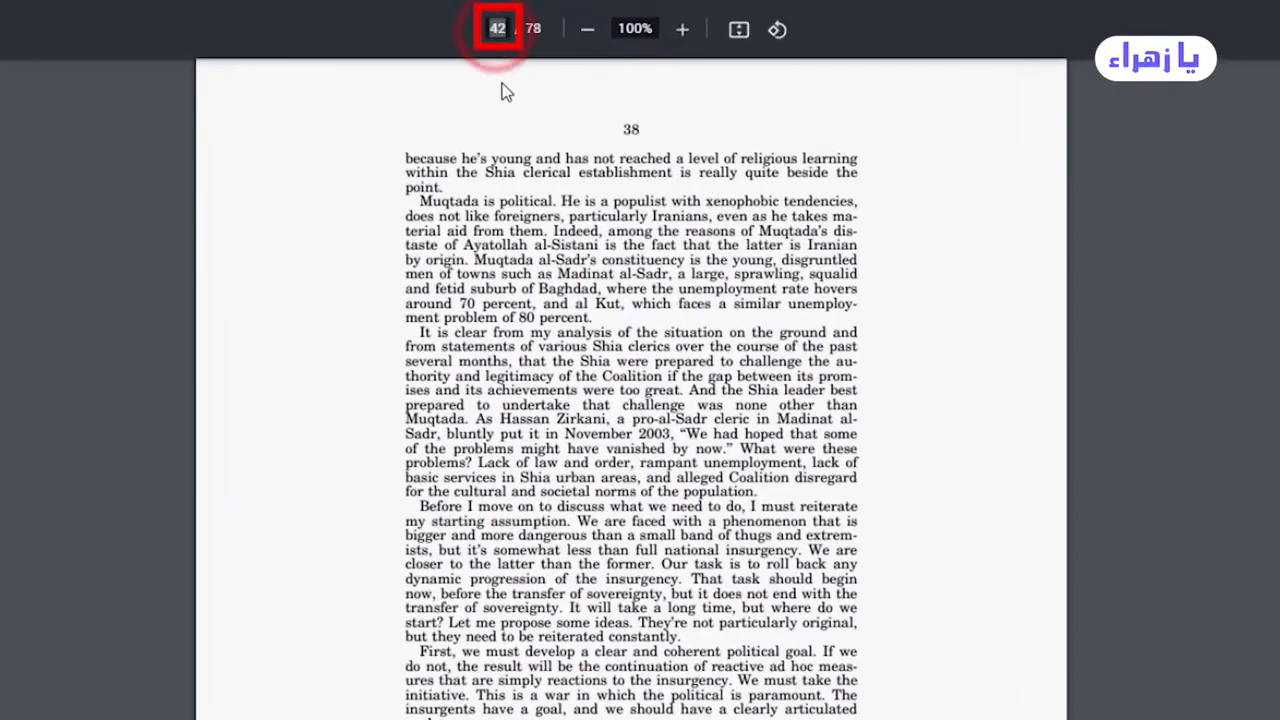 42 / 78
100%
يا زهراء
38
because he's young and has not reached a level of religious learning
within the Shia clerical establishment is really quite beside the
point.
Muqtada is political. He is a populist with xenophobic tendencies,
does not like foreigners, particularly Iranians, even as he takes ma-
terial aid from them. Indeed, among the reasons of Muqtada's dis-
taste of Ayatollah al-Sistani is the fact that the latter is Iranian
by origin. Muqtada al-Sadr's constituency is the young, disgruntled
men of towns such as Madinat al-Sadr, a large, sprawling, squalid
and fetid suburb of Baghdad, where the unemployment rate hovers
around 70 percent, and al Kut, which faces a similar unemploy-
ment problem of 80 percent.
It is clear from my analysis of the situation on the ground and
from statements of various Shia clerics over the course of the past
several months, that the Shia were prepared to challenge the au-
thority and legitimacy of the Coalition if the gap between its prom-
ises and its achievements were too great. And the Shia leader best
prepared to undertake that challenge was none other than
Muqtada. As Hassan Zirkani, a pro-al-Sadr cleric in Madinat al-
Sadr, bluntly put it in November 2003, “We had hoped that some
of the problems might have vanished by now.” What were these
problems? Lack of law and order, rampant unemployment, lack of
basic services in Shia urban areas, and alleged Coalition disregard
for the cultural and societal norms of the population.
Before I move on to discuss what we need to do, I must reiterate
my starting assumption. We are faced with a phenomenon that is
bigger and more dangerous than a small band of thugs and extrem-
ists, but it's somewhat less than full national insurgency. We are
closer to the latter than the former. Our task is to roll back any
dynamic progression of the insurgency. That task should begin
now, before the transfer of sovereignty, but it does not end with the
transfer of sovereignty. It will take a long time, but where do we
start? Let me propose some ideas. They're not particularly original,
but they need to be reiterated constantly.
First, we must develop a clear and coherent political goal. If we
do not, the result will be the continuation of reactive ad hoc meas-
ures that are simply reactions to the insurgency. We must take the
initiative. This is a war in which the political is paramount. The
insurgents have a goal, and we should have a clearly articulated